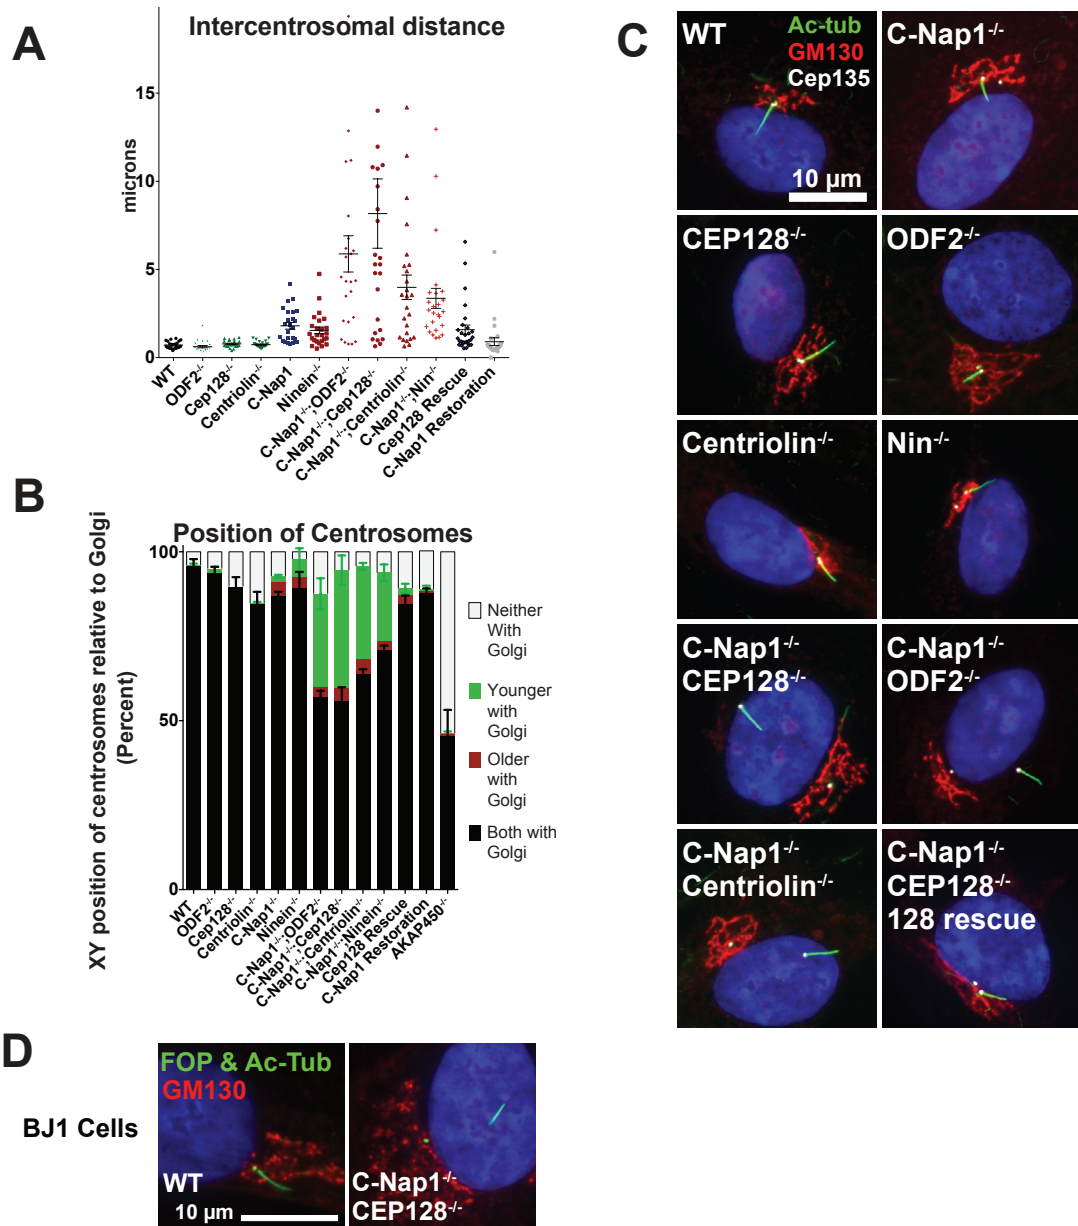 A
Intercentrosomal distance
microns
15
10
5
0
WT
ODF2-/-
Cep128-/-
Centriolin-/-
C-Nap1
Ninein-/-
C-Nap1-/-;ODF2-/-
C-Nap1-/-;Cep128-/-
C-Nap1-/-;Centriolin-/-
C-Nap1-/-;Nin-/-
Cep128 Rescue
C-Nap1 Restoration
B
Position of Centrosomes
XY position of centrosomes relative to Golgi
(Percent)
100
50
0
WT
ODF2-/-
Cep128-/-
Centriolin-/-
C-Nap1-/-
Ninein-/-
C-Nap1-/-;ODF2-/-
C-Nap1-/-;Cep128-/-
C-Nap1-/-;Centriolin-/-
C-Nap1-/-;Ninein-/-
Cep128 Rescue
C-Nap1 Restoration
AKAP450-/-
Neither
With
Golgi
Younger
with
Golgi
Older
with
Golgi
Both with
Golgi
C
WT
Ac-tub
GM130
Cep135
10 µm
C-Nap1-/-
CEP128-/-
ODF2-/-
Centriolin-/-
Nin-/-
C-Nap1-/-
CEP128-/-
C-Nap1-/-
ODF2-/-
C-Nap1-/-
Centriolin-/-
C-Nap1-/-
CEP128-/-
128 rescue
D
BJ1 Cells
FOP & Ac-Tub
GM130
WT
10 µm
C-Nap1-/-
CEP128-/-